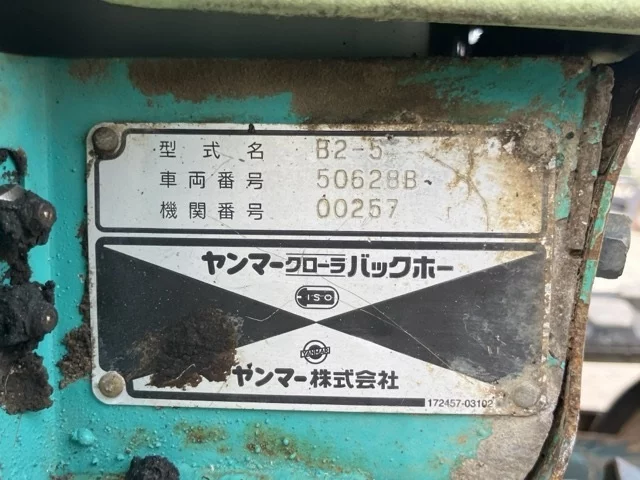 型式名 B2-5
車両番号 50628B
機関番号 00257
ヤンマークローラバックホー
ISO
YANMAR
ヤンマー株式会社
172457-03102